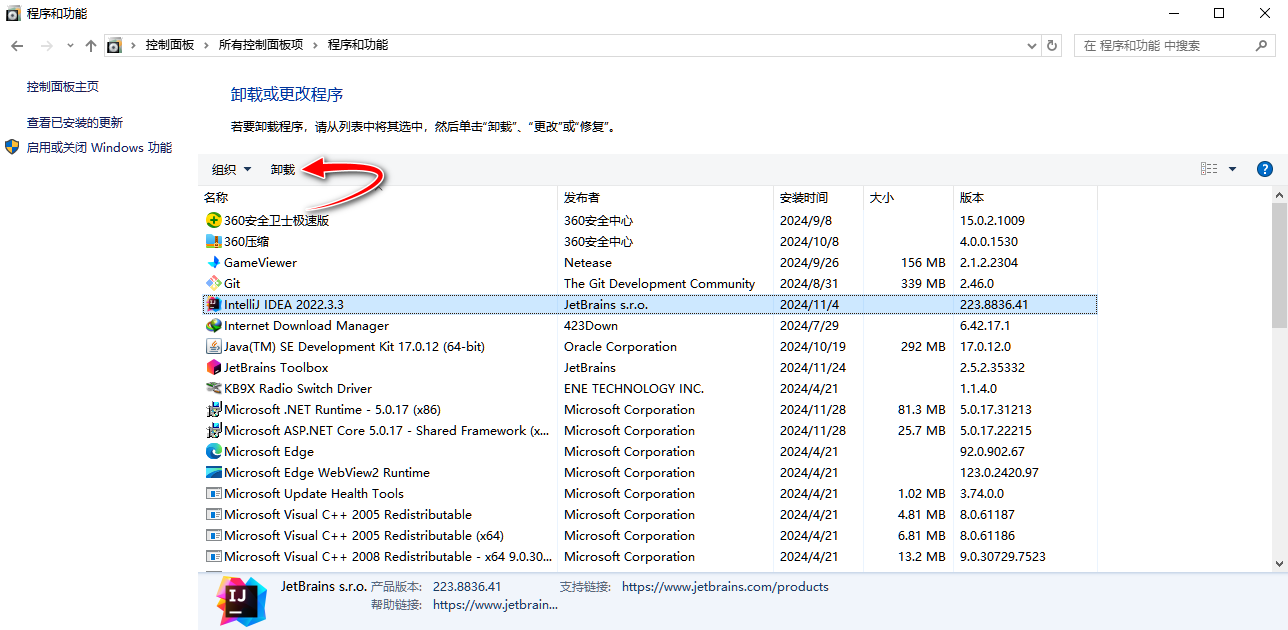 程序和功能
控制面板 › 所有控制面板项 › 程序和功能
在 程序和功能 中搜索
控制面板主页
查看已安装的更新
启用或关闭 Windows 功能
卸载或更改程序
若要卸载程序，请从列表中将其选中，然后单击“卸载”、“更改”或“修复”。
组织 卸载
名称 发布者 安装时间 大小 版本
360安全卫士极速版 360安全中心 2024/9/8 15.0.2.1009
360压缩 360安全中心 2024/10/8 4.0.0.1530
GameViewer Netease 2024/9/26 156 MB 2.1.2.2304
Git The Git Development Community 2024/8/31 339 MB 2.46.0
IntelliJ IDEA 2022.3.3 JetBrains s.r.o. 2024/11/4 223.8836.41
Internet Download Manager 423Down 2024/7/29 6.42.17.1
Java(TM) SE Development Kit 17.0.12 (64-bit) Oracle Corporation 2024/10/19 292 MB 17.0.12.0
JetBrains Toolbox JetBrains 2024/11/24 2.5.2.35332
KB9X Radio Switch Driver ENE TECHNOLOGY INC. 2024/4/21 1.1.4.0
Microsoft .NET Runtime - 5.0.17 (x86) Microsoft Corporation 2024/11/28 81.3 MB 5.0.17.31213
Microsoft ASP.NET Core 5.0.17 - Shared Framework (x... Microsoft Corporation 2024/11/28 25.7 MB 5.0.17.22215
Microsoft Edge Microsoft Corporation 2024/4/21 92.0.902.67
Microsoft Edge WebView2 Runtime Microsoft Corporation 2024/4/21 123.0.2420.97
Microsoft Update Health Tools Microsoft Corporation 2024/4/21 1.02 MB 3.74.0.0
Microsoft Visual C++ 2005 Redistributable Microsoft Corporation 2024/4/21 4.81 MB 8.0.61187
Microsoft Visual C++ 2005 Redistributable (x64) Microsoft Corporation 2024/4/21 6.81 MB 8.0.61186
Microsoft Visual C++ 2008 Redistributable - x64 9.0.30... Microsoft Corporation 2024/4/21 13.2 MB 9.0.30729.7523
IJ
JetBrains s.r.o. 产品版本: 223.8836.41 支持链接: https://www.jetbrains.com/products
帮助链接: https://www.jetbrain...